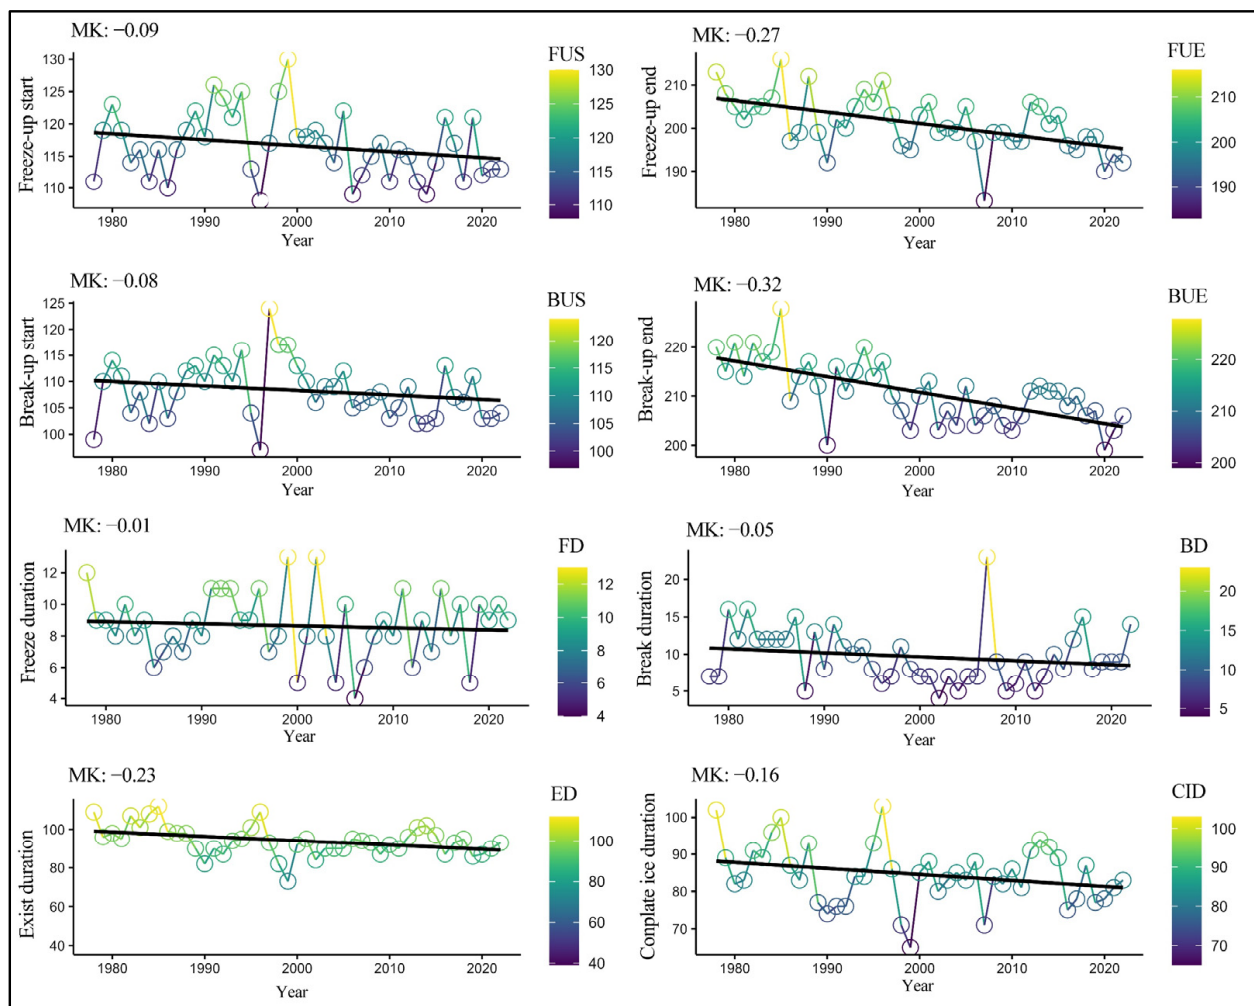 MK: −0.09
FUS
Freeze-up start
130
125
120
115
110
130
125
120
115
110
1980 1990 2000 2010 2020
Year
MK: −0.27
FUE
Freeze-up end
210
200
190
210
200
190
1980 1990 2000 2010 2020
Year
MK: −0.08
BUS
Break-up start
125
120
115
110
105
100
120
115
110
105
100
1980 1990 2000 2010 2020
Year
MK: −0.32
BUE
Break-up end
220
210
200
220
210
200
1980 1990 2000 2010 2020
Year
MK: −0.01
FD
Freeze duration
12
10
8
6
4
12
10
8
6
4
1980 1990 2000 2010 2020
Year
MK: −0.05
BD
Break duration
20
15
10
5
20
15
10
5
1980 1990 2000 2010 2020
Year
MK: −0.23
ED
Exist duration
100
80
60
40
100
80
60
40
1980 1990 2000 2010 2020
Year
MK: −0.16
CID
Conplate ice duration
100
90
80
70
100
90
80
70
1980 1990 2000 2010 2020
Year